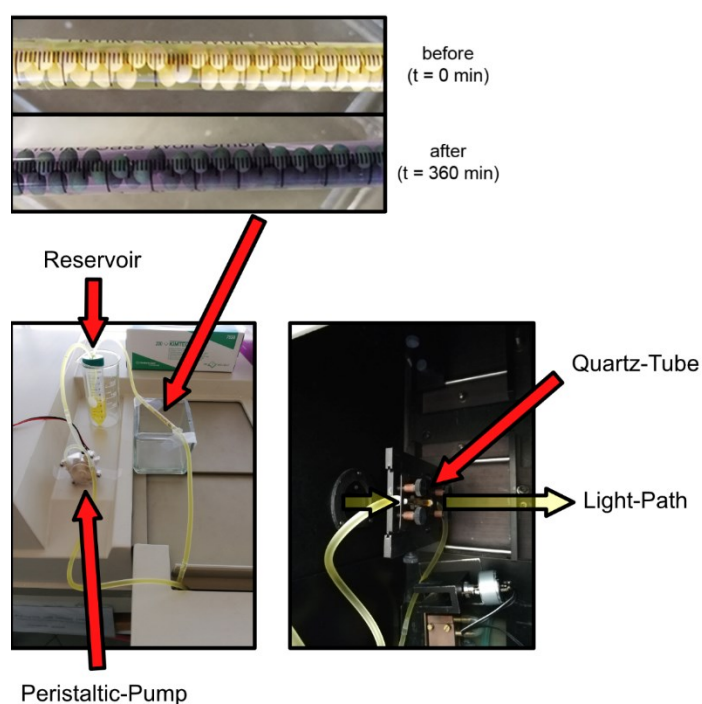 before
(t = 0 min)
after
(t = 360 min)
Reservoir
Quartz-Tube
Light-Path
Peristaltic-Pump